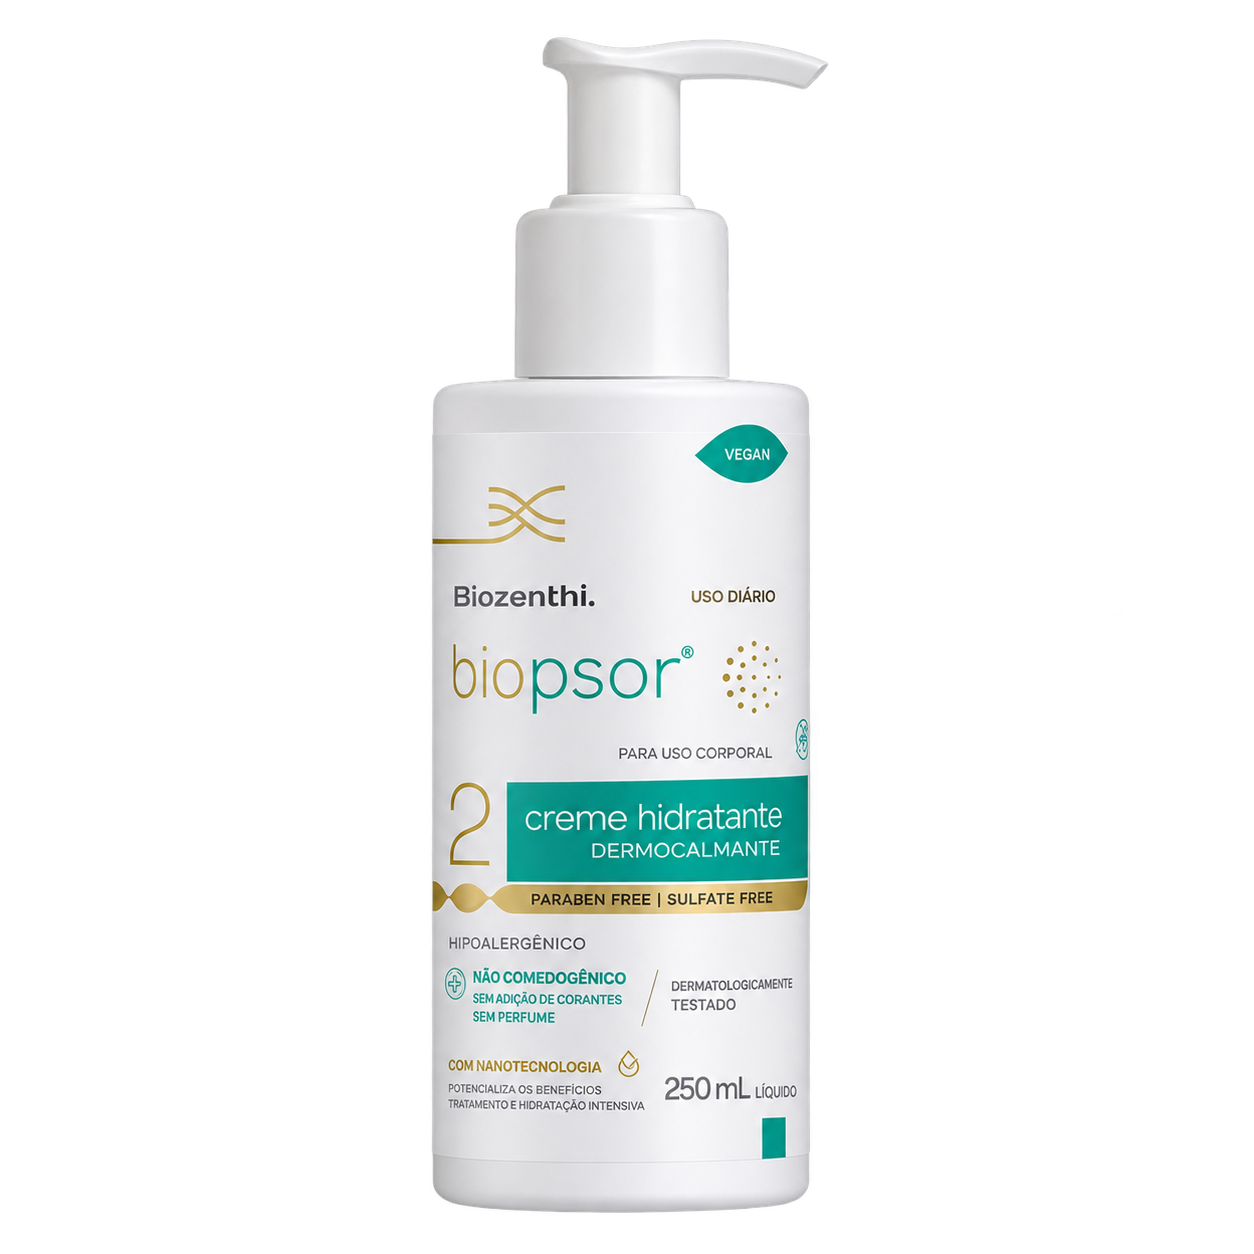 VEGAN
Biozenthi.
USO DIÁRIO
biopsor®
PARA USO CORPORAL
2
creme hidratante
DERMOCALMANTE
PARABEN FREE | SULFATE FREE
HIPOALERGÊNICO
NÃO COMEDOGÊNICO
SEM ADIÇÃO DE CORANTES
SEM PERFUME
DERMATOLOGICAMENTE
TESTADO
COM NANOTECNOLOGIA
POTENCIALIZA OS BENEFÍCIOS
TRATAMENTO E HIDRATAÇÃO INTENSIVA
250 mL LÍQUIDO